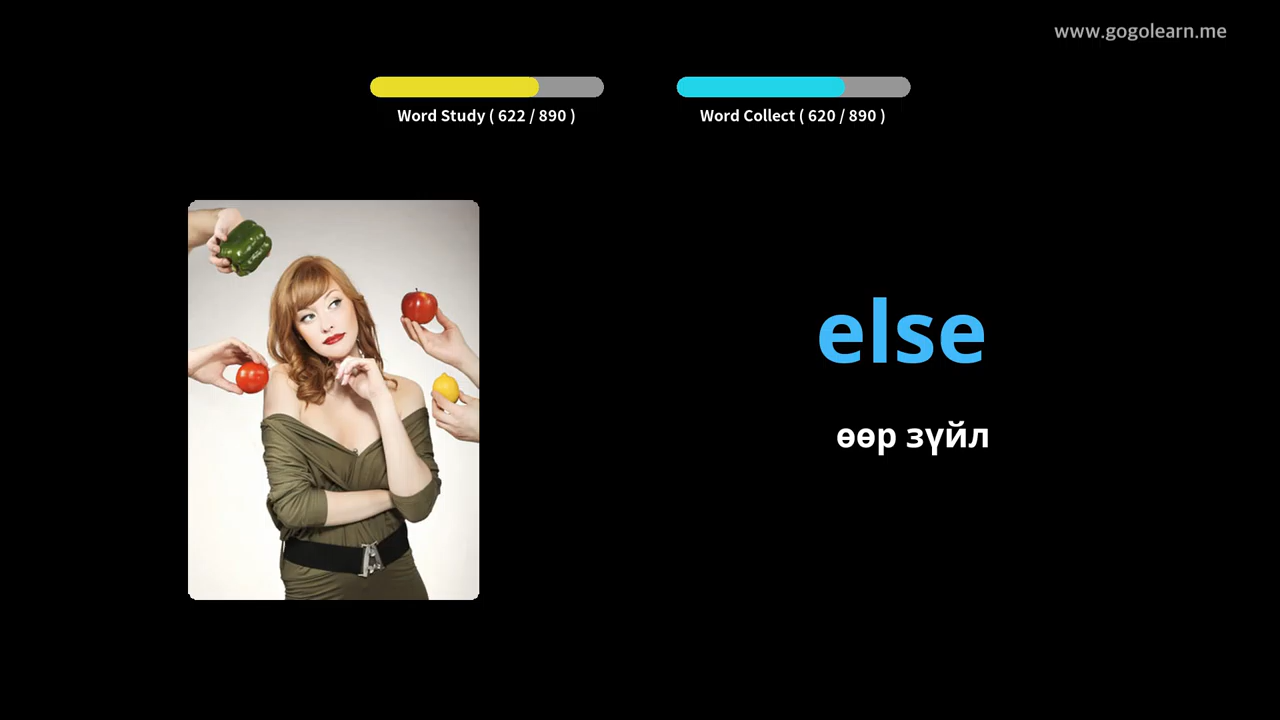 www.gogolearn.me
Word Study ( 622 / 890 )
Word Collect ( 620 / 890 )
else
өөр зүйл